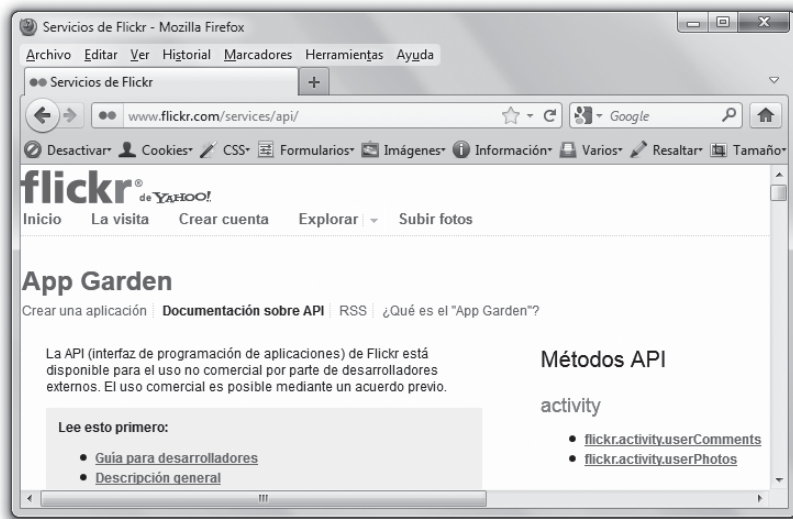 Servicios de Flickr - Mozilla Firefox
Archivo Editar Ver Historial Marcadores Herramientas Ayuda
Servicios de Flickr
www.flickr.com/services/api/ Google
Desactivar Cookies CSS Formularios Imágenes Información Varios Resaltar Tamaño
flickr® de YAHOO!
Inicio La visita Crear cuenta Explorar Subir fotos
App Garden
Crear una aplicación Documentación sobre API RSS ¿Qué es el "App Garden"?
La API (interfaz de programación de aplicaciones) de Flickr está
disponible para el uso no comercial por parte de desarrolladores
externos. El uso comercial es posible mediante un acuerdo previo.
Lee esto primero:
Guía para desarrolladores
Descripción general
Métodos API
activity
flickr.activity.userComments
flickr.activity.userPhotos